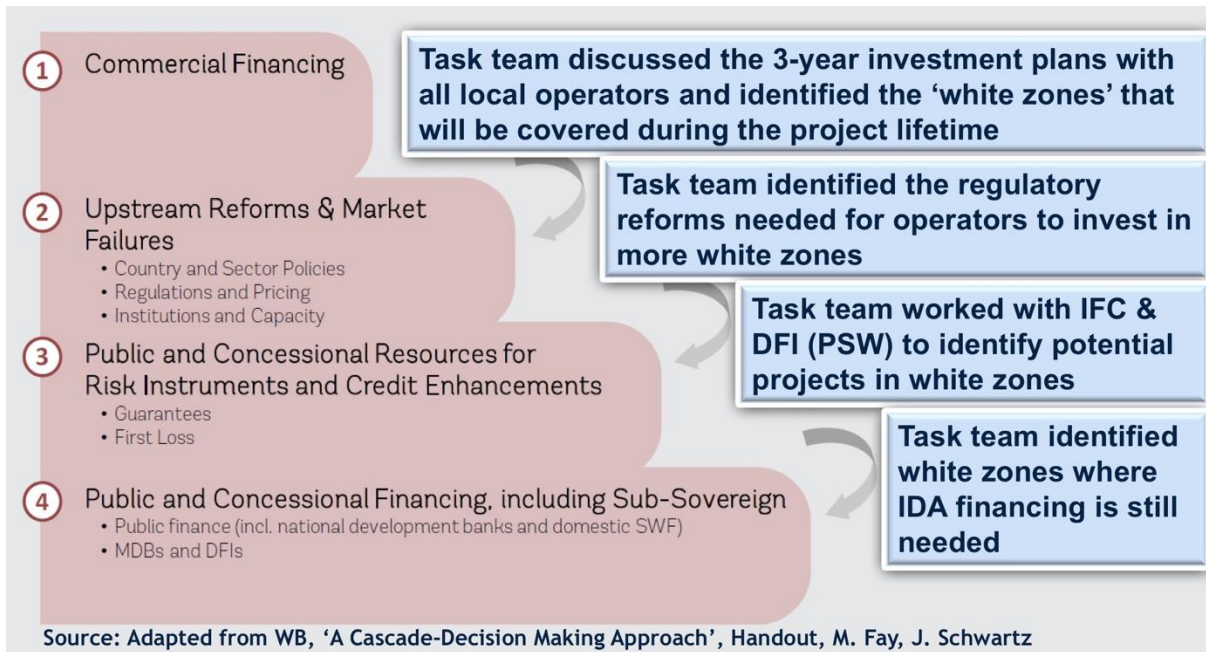 1
Commercial Financing
Task team discussed the 3-year investment plans with
all local operators and identified the ‘white zones’ that
will be covered during the project lifetime
2
Upstream Reforms & Market
Failures
• Country and Sector Policies
• Regulations and Pricing
• Institutions and Capacity
Task team identified the regulatory
reforms needed for operators to invest in
more white zones
3
Public and Concessional Resources for
Risk Instruments and Credit Enhancements
• Guarantees
• First Loss
Task team worked with IFC &
DFI (PSW) to identify potential
projects in white zones
4
Public and Concessional Financing, including Sub-Sovereign
• Public finance (incl. national development banks and domestic SWF)
• MDBs and DFIs
Task team identified
white zones where
IDA financing is still
needed
Source: Adapted from WB, ‘A Cascade-Decision Making Approach’, Handout, M. Fay, J. Schwartz